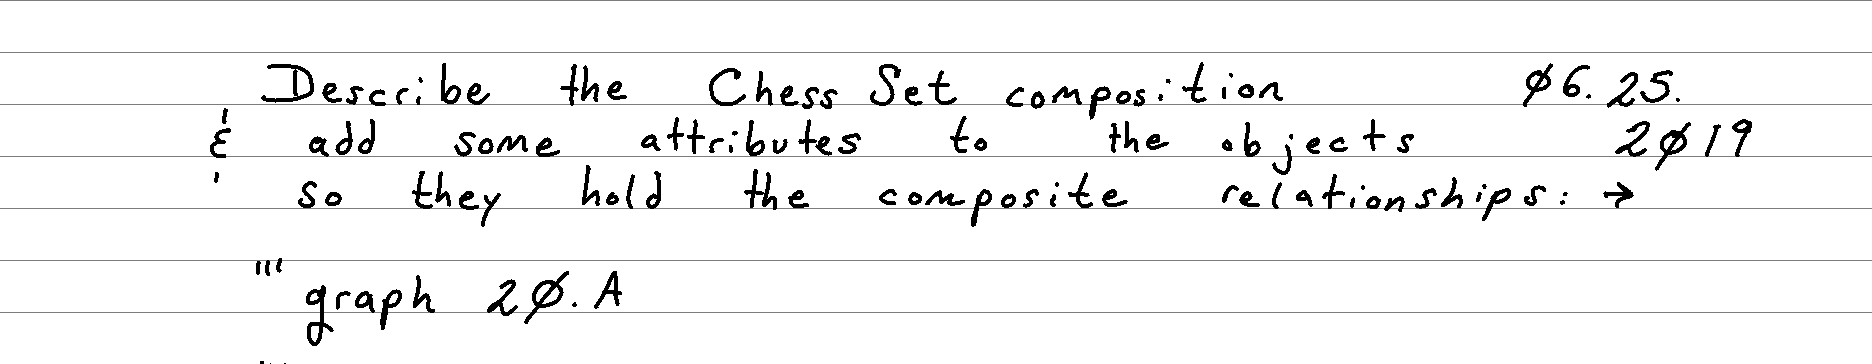 Describe the Chess Set composition Ø6.25.
& add some attributes to the objects 2Ø19
so they hold the composite relationships: →
''' graph 2Ø.A
'''